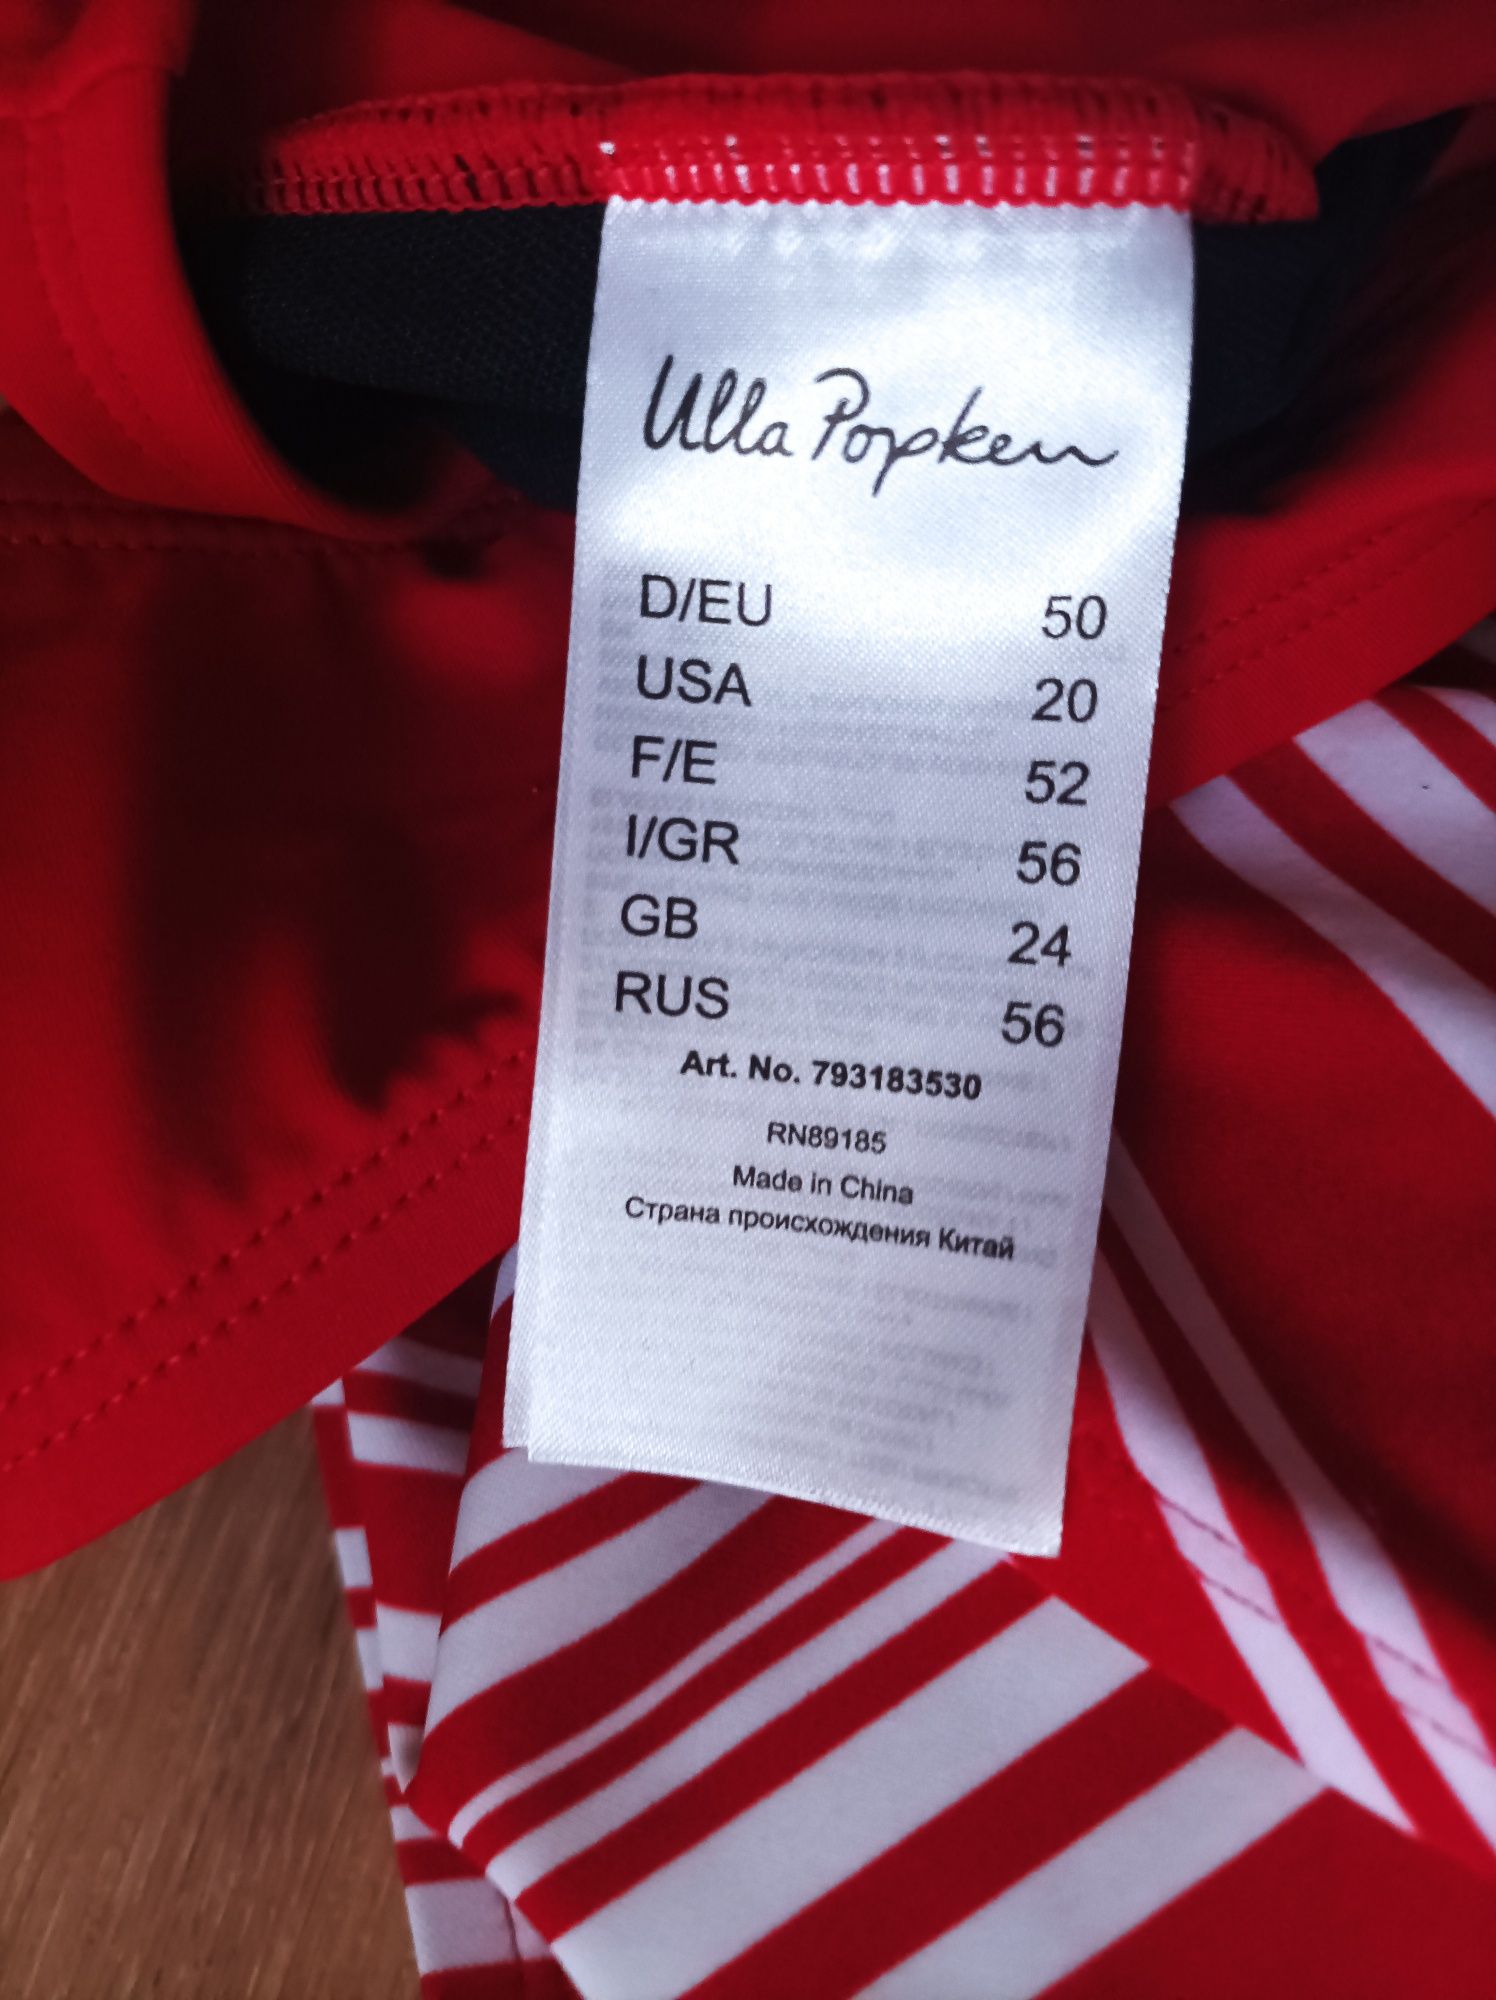 Ulla Popken
D/EU 50
USA 20
F/E 52
I/GR 56
GB 24
RUS 56
Art. No. 793183530
RN89185
Made in China
Страна происхождения Китай